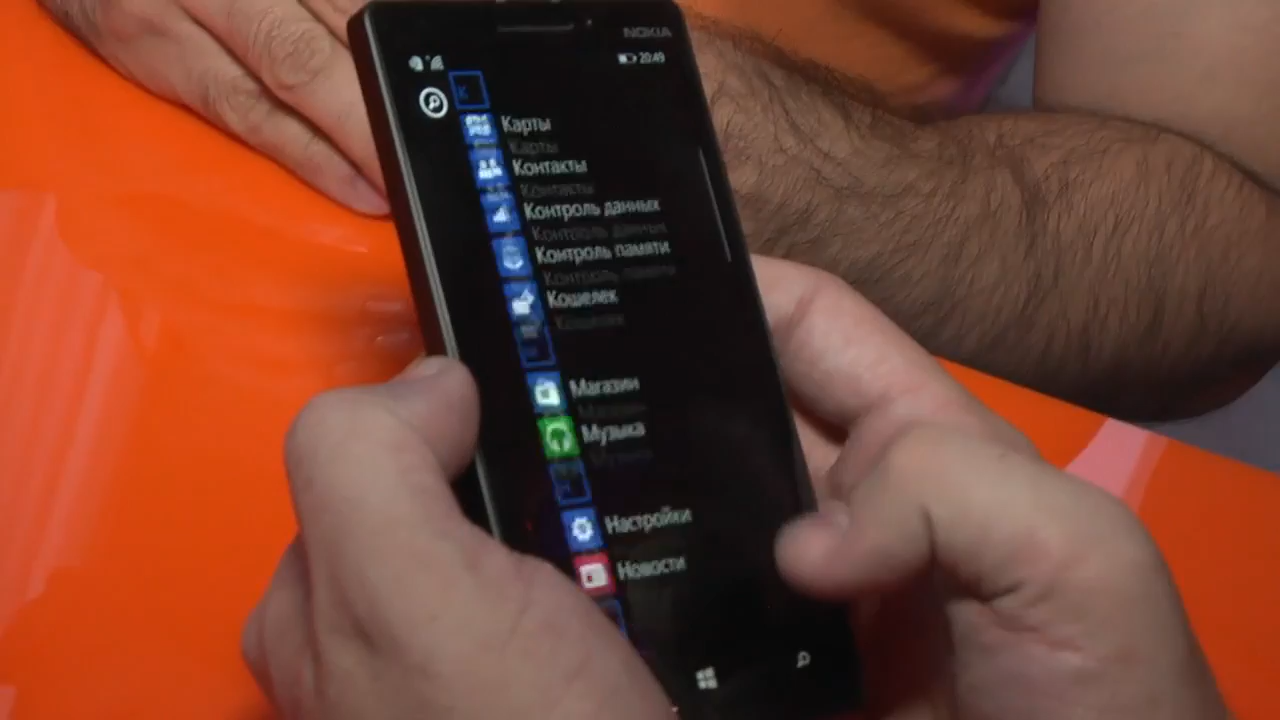 NOKIA
20:49
К
Карты
Контакты
Контроль данных
Контроль памяти
Кошелек
Магазин
Музыка
Настройки
Новости